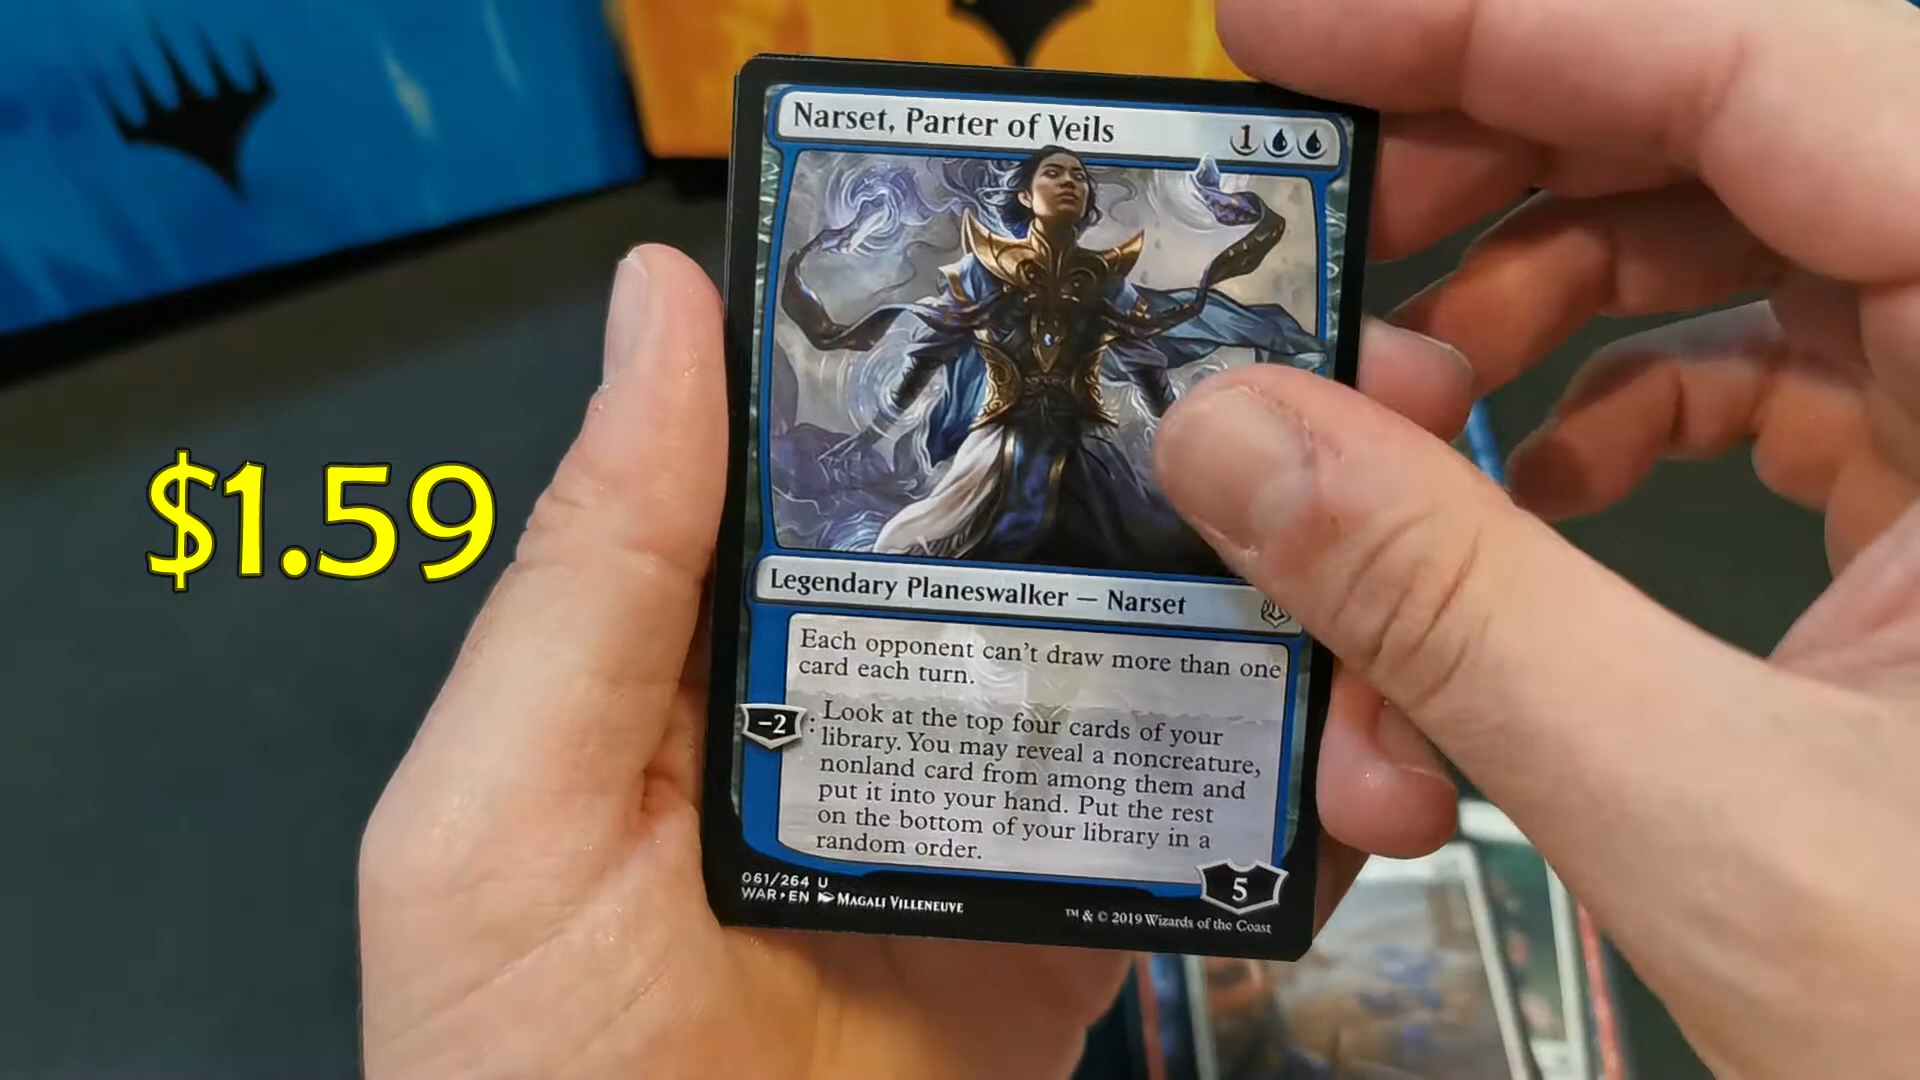 Narset, Parter of Veils 1
$1.59
Legendary Planeswalker — Narset
Each opponent can't draw more than one
card each turn.
-2: Look at the top four cards of your
library. You may reveal a noncreature,
nonland card from among them and
put it into your hand. Put the rest
on the bottom of your library in a
random order.
5
061/264 U
WAR • EN MAGALI VILLENEUVE
™ & © 2019 Wizards of the Coast